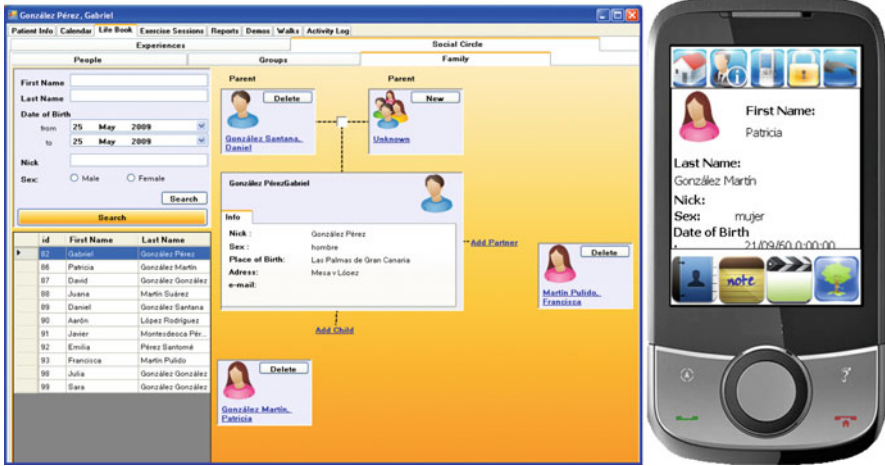 González Pérez, Gabriel
Patient Info Calendar Life Book Exercise Sessions Reports Demos Walks Activity Log
Experiences Social Circle
People Groups Family
First Name
Last Name
Date of Birth
from 25 May 2009
to 25 May 2009
Nick
Sex: Male Female
Search
Search
id First Name Last Name
82 Gabriel González Pérez
86 Patricia González Martín
87 David González González
88 Juana Martín Suárez
89 Daniel González Santana
90 Aarón López Rodríguez
91 Javier Montesdeoca Pér...
92 Emilia Pérez Santomé
93 Francisca Martín Pulido
98 Julia González González
99 Sara González González
Parent
Delete
González Santana,
Daniel
Parent
New
Unknown
González PérezGabriel
Info
Nick : González Pérez
Sex : hombre
Place of Birth: Las Palmas de Gran Canaria
Adress: Mesa y López
e-mail:
Add Partner
Delete
Martín Pulido,
Francisca
Add Child
Delete
González Martín,
Patricia
First Name:
Patricia
Last Name:
González Martín
Nick:
Sex: mujer
Date of Birth
: 21/09/60 0:00:00
note